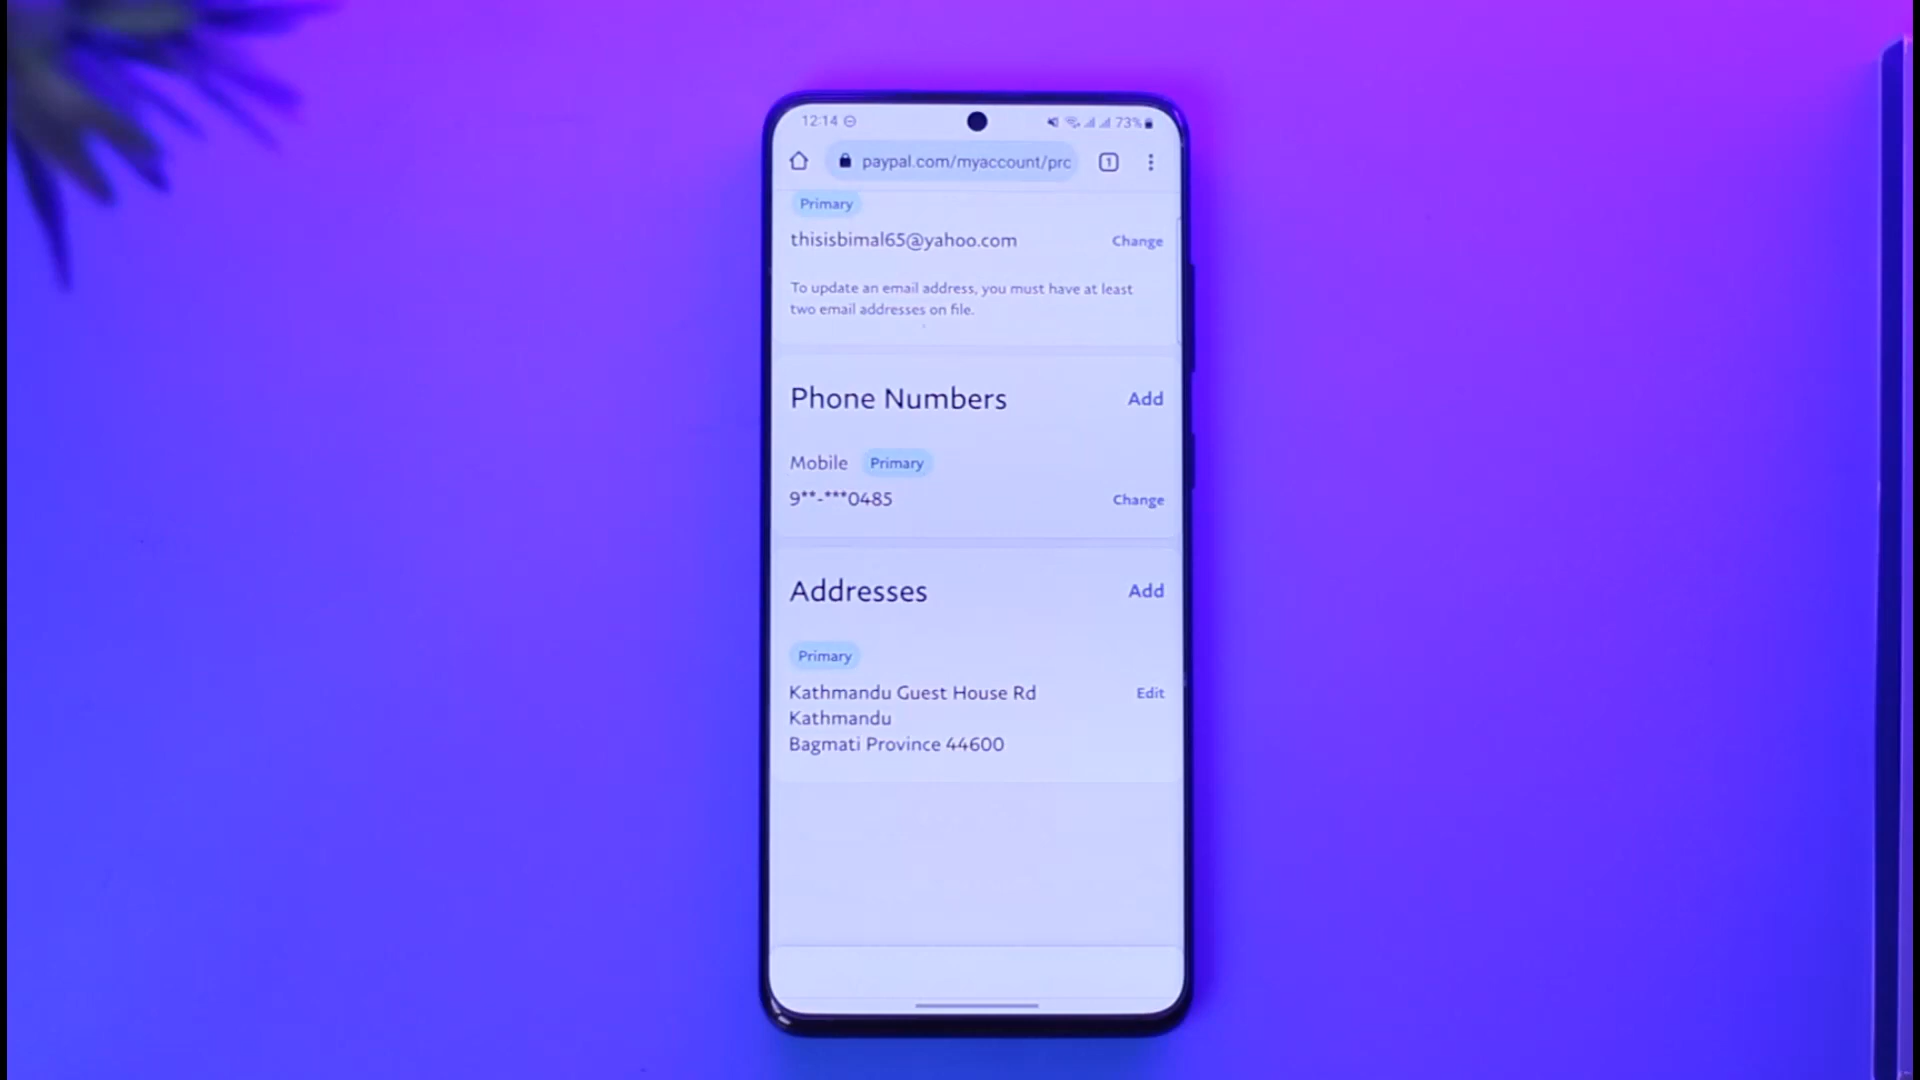 12:14
73%
paypal.com/myaccount/prc
1
Primary
thisisbimal65@yahoo.com
Change
To update an email address, you must have at least
two email addresses on file.
Phone Numbers
Add
Mobile
Primary
9**-***0485
Change
Addresses
Add
Primary
Kathmandu Guest House Rd
Edit
Kathmandu
Bagmati Province 44600